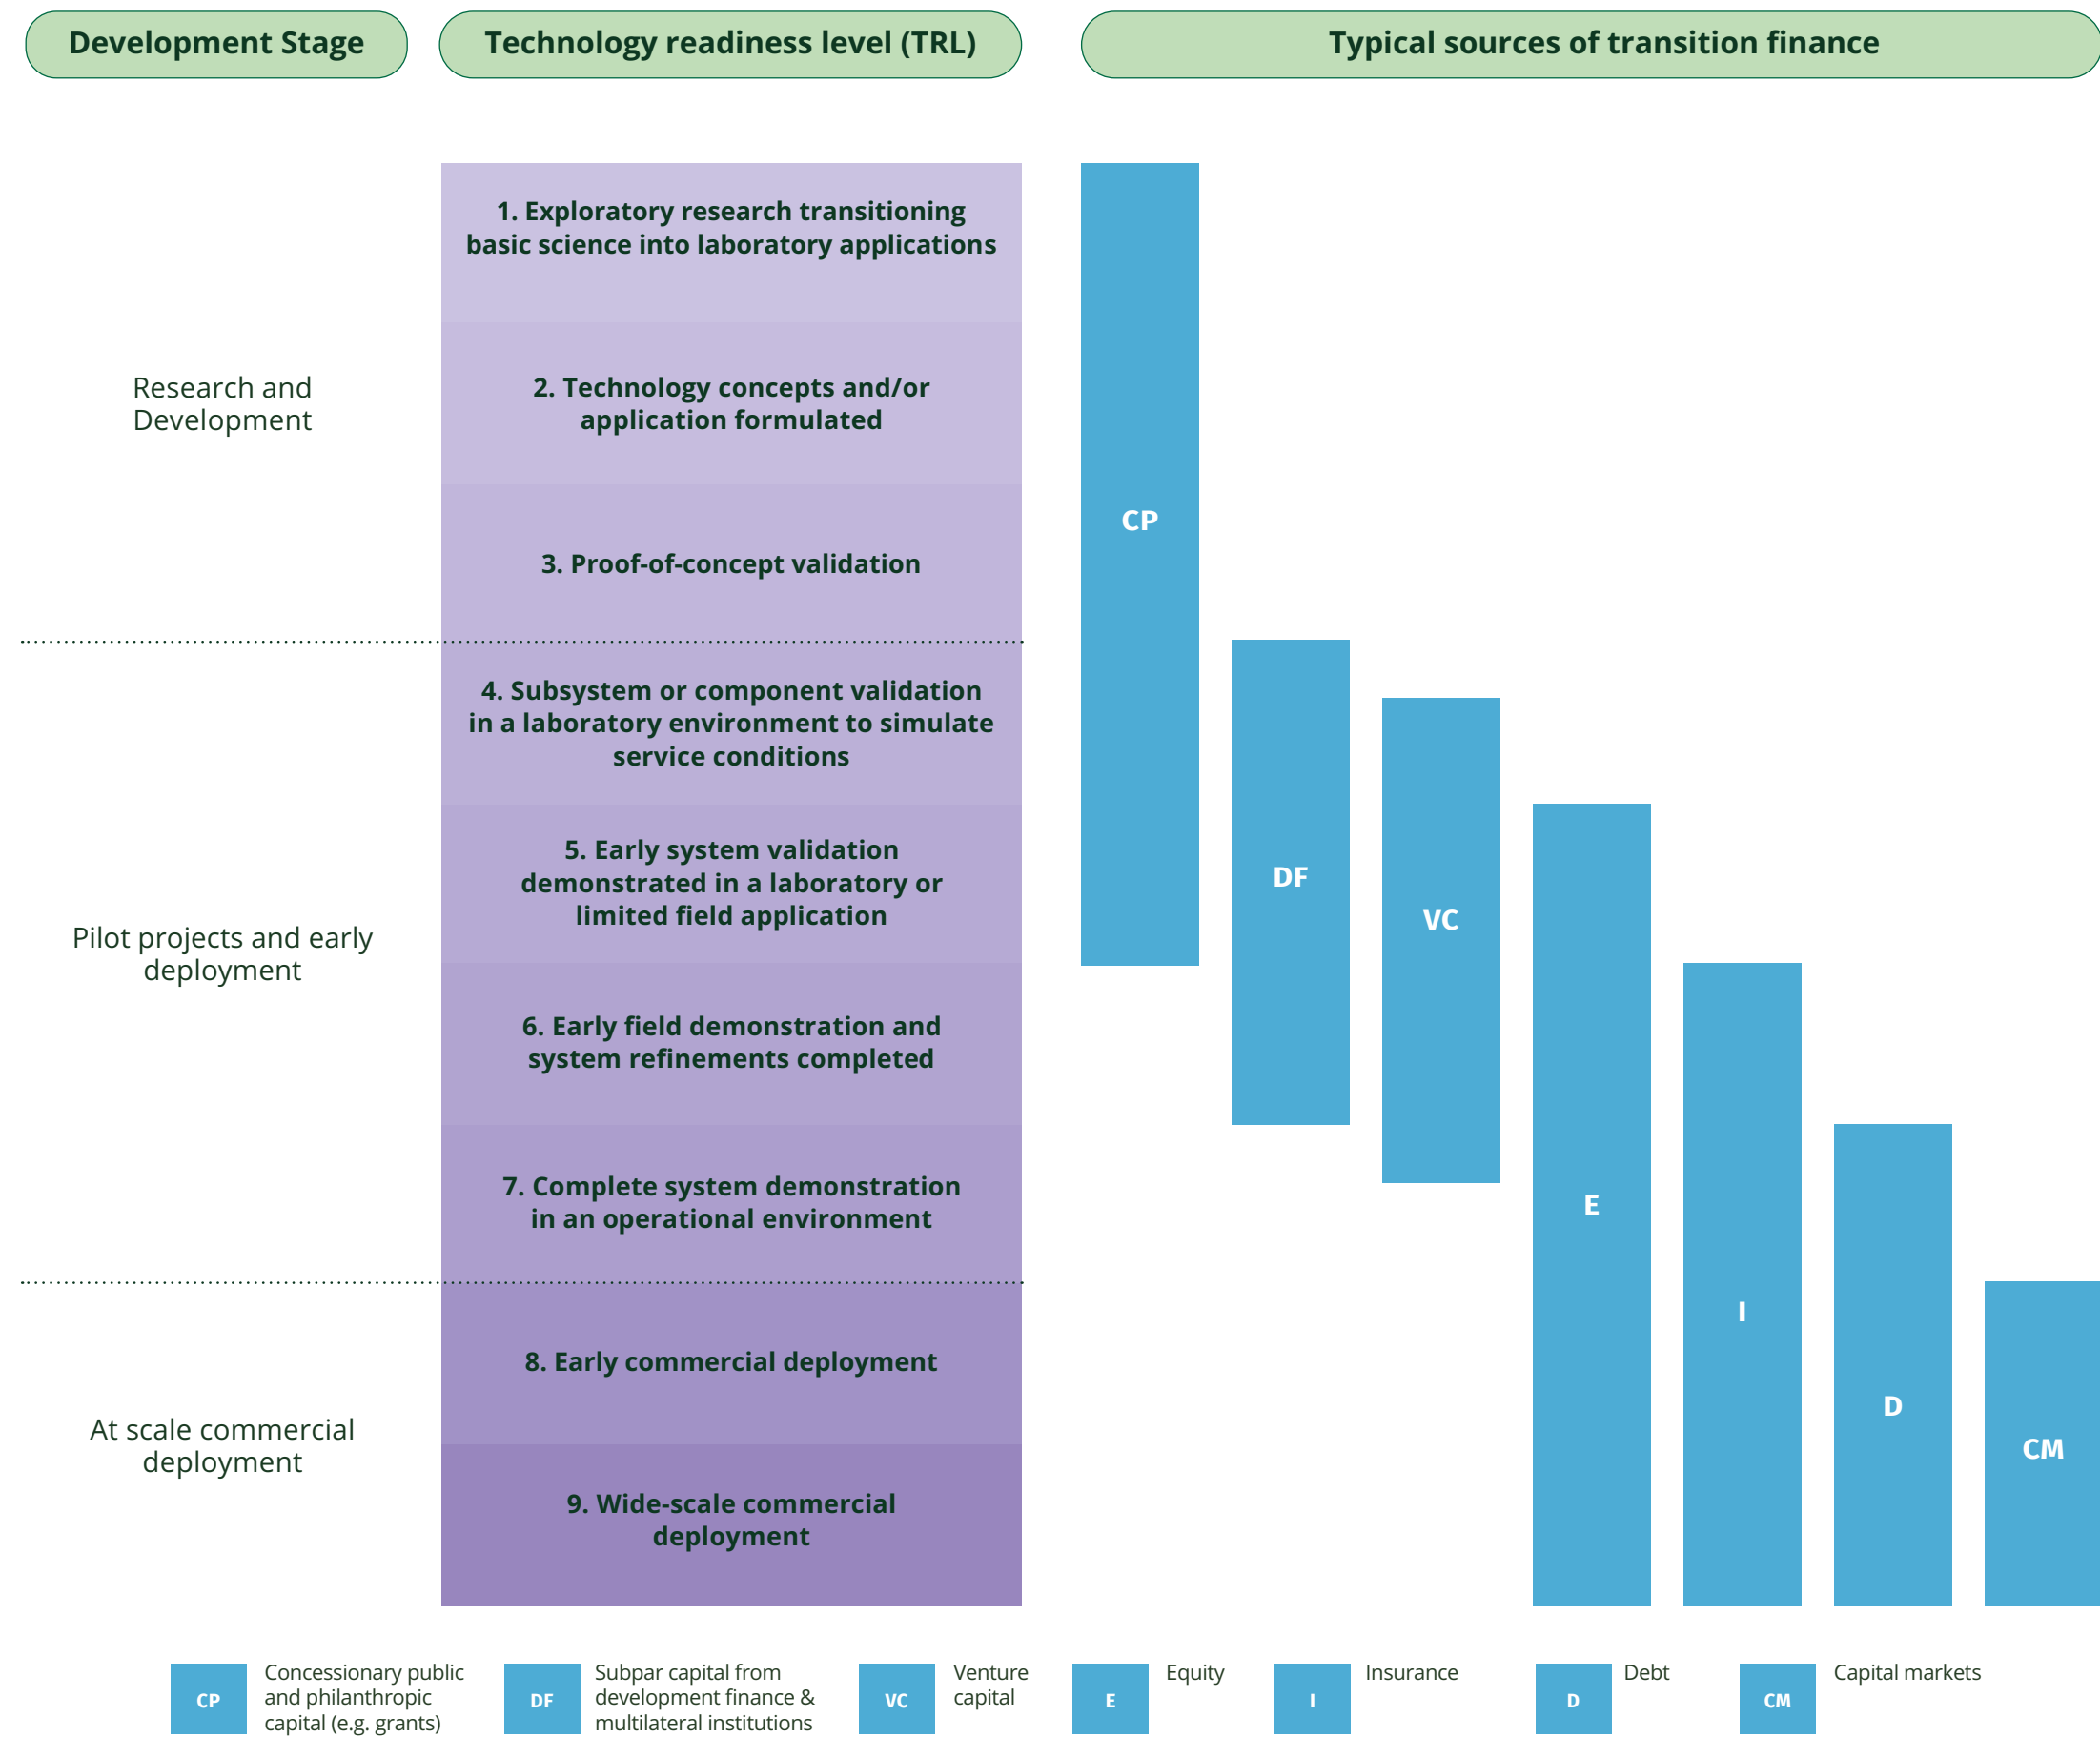 Development Stage
Technology readiness level (TRL)
Typical sources of transition finance
1. Exploratory research transitioning
basic science into laboratory applications
Research and
Development
2. Technology concepts and/or
application formulated
3. Proof-of-concept validation
CP
4. Subsystem or component validation
in a laboratory environment to simulate
service conditions
5. Early system validation
demonstrated in a laboratory or
limited field application
DF
VC
Pilot projects and early
deployment
6. Early field demonstration and
system refinements completed
7. Complete system demonstration
in an operational environment
E
I
8. Early commercial deployment
D
At scale commercial
deployment
CM
9. Wide-scale commercial
deployment
CP
Concessionary public
and philanthropic
capital (e.g. grants)
DF
Subpar capital from
development finance &
multilateral institutions
VC
Venture
capital
E
Equity
I
Insurance
D
Debt
CM
Capital markets